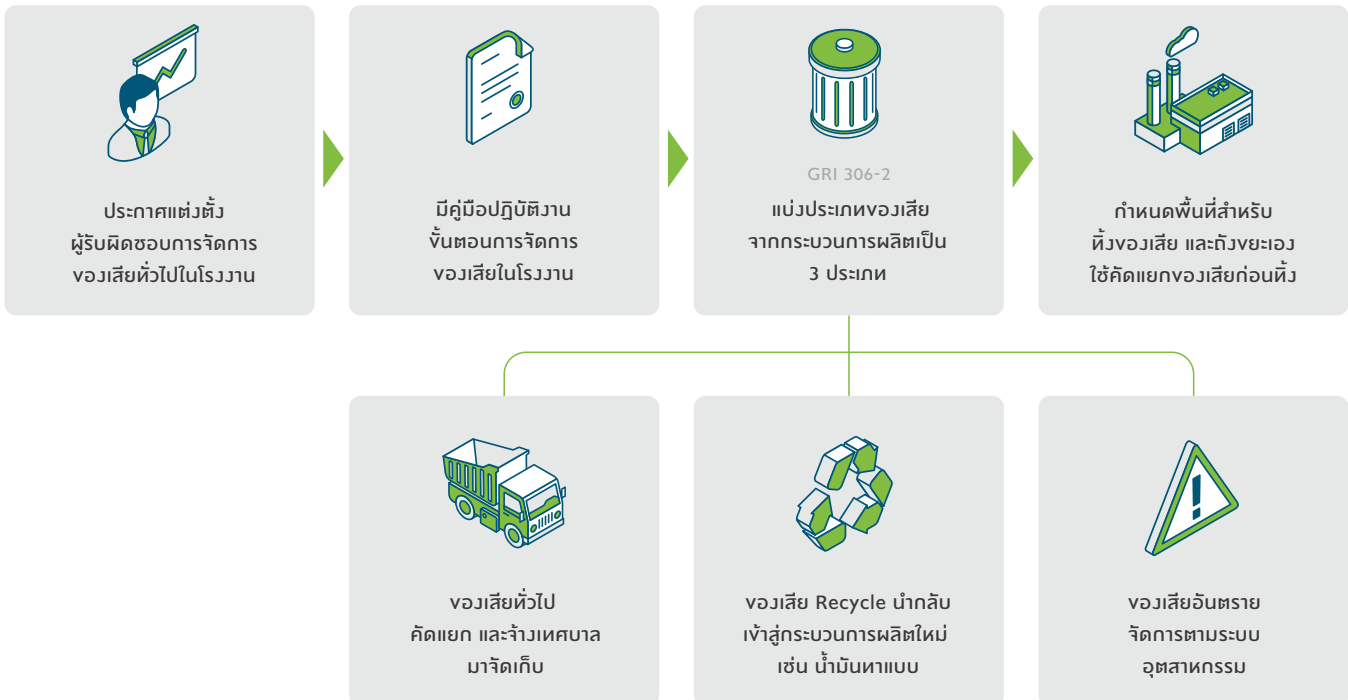 ประกาศแต่งตั้ง
ผู้รับผิดชอบการจัดการ
ของเสียทั่วไปในโรงงาน
มีคู่มือปฏิบัติงาน
ขั้นตอนการจัดการ
ของเสียในโรงงาน
GRI 306-2
แบ่งประเภทของเสีย
จากกระบวนการผลิตเป็น
3 ประเภท
กำหนดพื้นที่สำหรับ
ทิ้งของเสีย และถังขยะเอง
ใช้คัดแยกของเสียก่อนทิ้ง
ของเสียทั่วไป
คัดแยก และจ้างเทศบาล
มาจัดเก็บ
ของเสีย Recycle นำกลับ
เข้าสู่กระบวนการผลิตใหม่
เช่น น้ำมันทาแบบ
ของเสียอันตราย
จัดการตามระบบ
อุตสาหกรรม